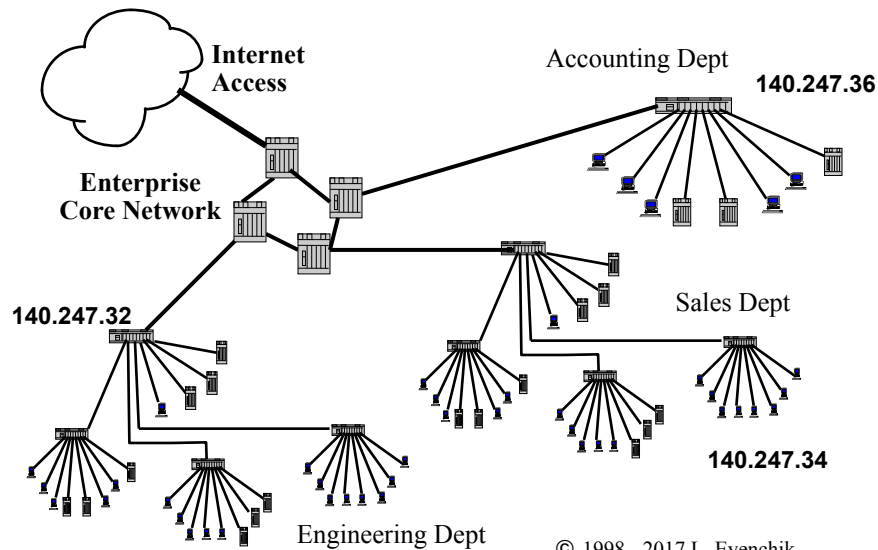 Internet
Access
Accounting Dept
140.247.36
Enterprise
Core Network
Sales Dept
140.247.32
140.247.34
Engineering Dept
© 1998 - 2017 L. Evenchik